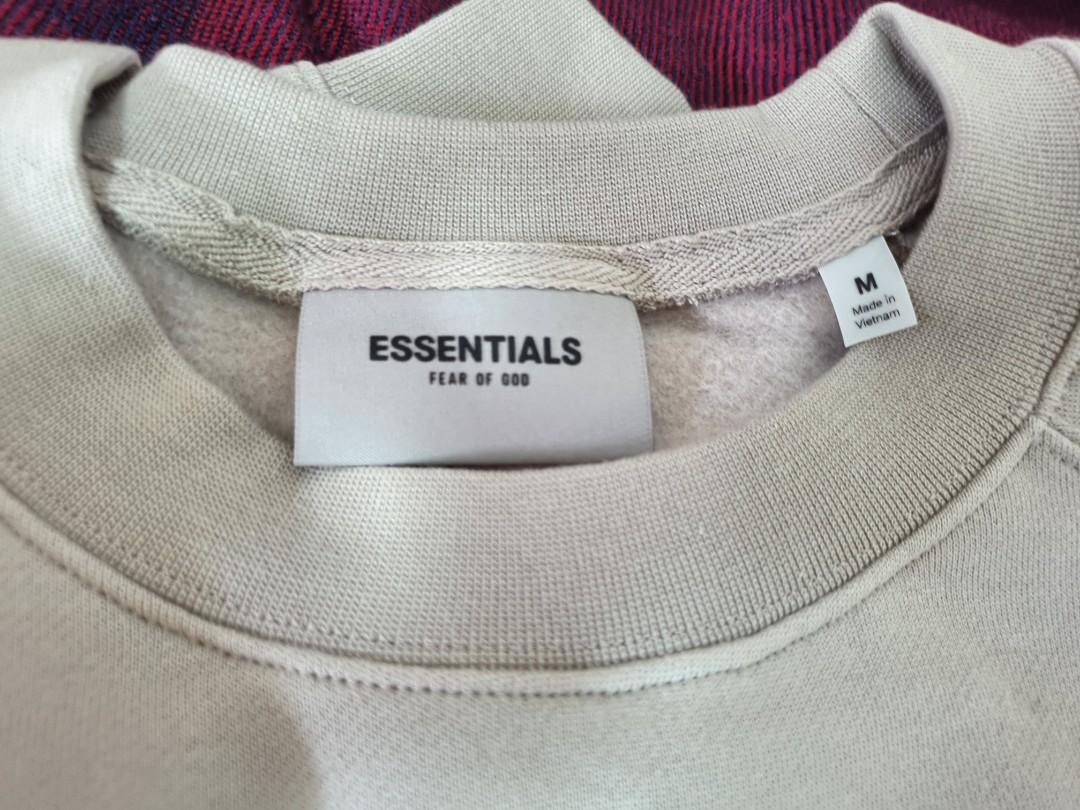 ESSENTIALS
FEAR OF GOD
M
Made in
Vietnam